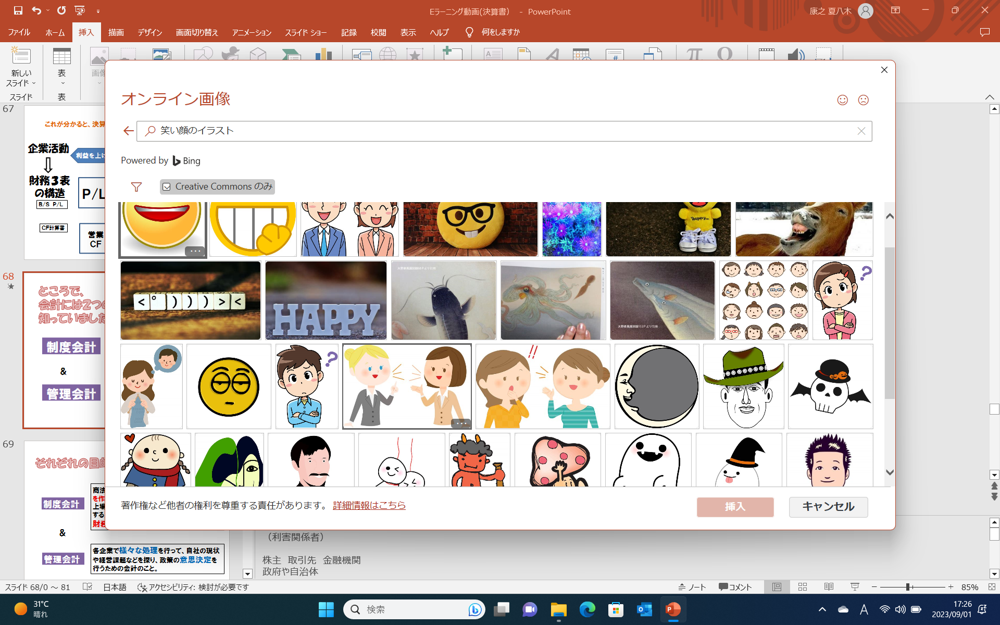 Eラーニング動画(決算書) - PowerPoint
康之 夏八木
ファイル ホーム 挿入 描画 デザイン 画面切り替え アニメーション スライド ショー 記録 校閲 表示 ヘルプ 何をしますか
新しい
スライド
表
画像
スライド
表
オンライン画像
笑い顔のイラスト
Powered by Bing
Creative Commons のみ
Happy...
<°)))><
HAPPY
著作権など他者の権利を尊重する責任があります。 詳細情報はこちら
挿入 キャンセル
67
これが分かると、決算
企業活動
利益を上げ
財務3表
の構造
P/L
B/S P/L
CF計算書
営業
CF
68
ところで、
会計には2つの
知っていました
制度会計
&
管理会計
69
それぞれの目的
制度会計
商法
を作
上場
する
財務
&
管理会計
各企業で様々な処理を行って、自社の現状
や経営課題などを探り、政策の意思決定を
行うための会計のこと。
（利害関係者）
株主 取引先 金融機関
政府や自治体
スライド 68/0 ～ 81 日本語 アクセシビリティ: 検討が必要です ノート コメント 85%
31°C
晴れ
検索
A
17:26
2023/09/01